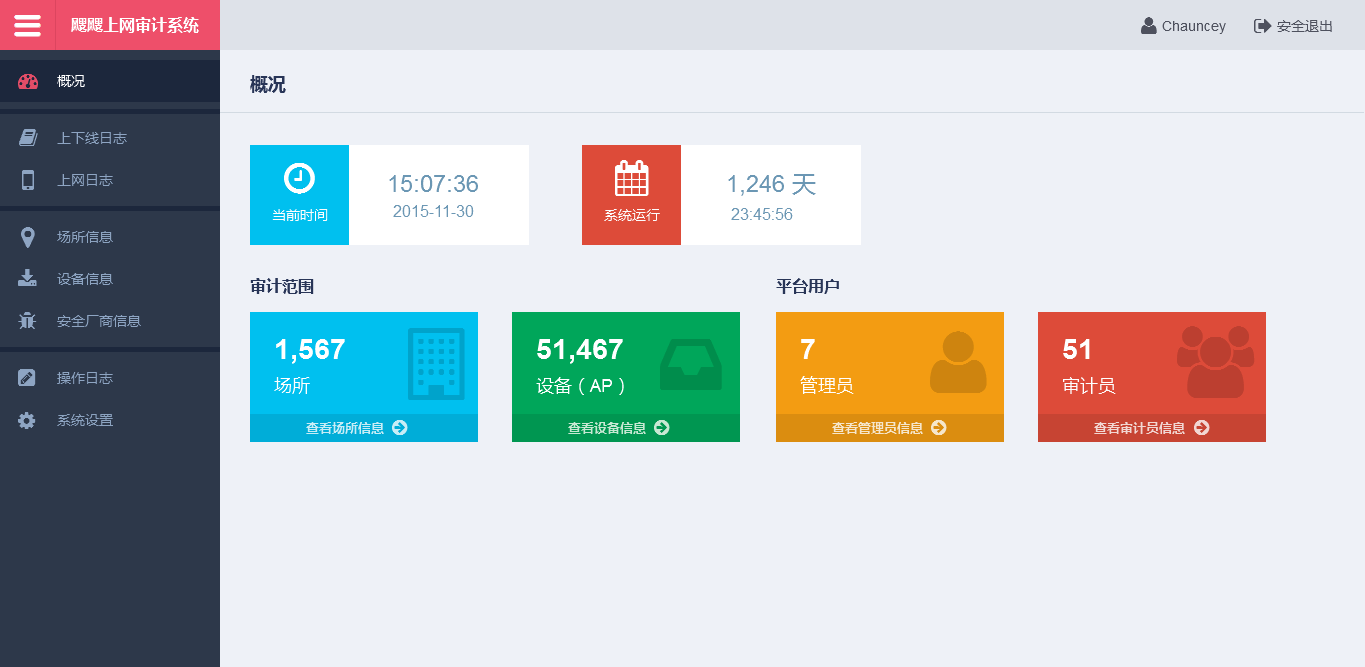 飓飓上网审计系统
Chauncey
安全退出
概况
上下线日志
上网日志
场所信息
设备信息
安全厂商信息
操作日志
系统设置
概况
当前时间
15:07:36
2015-11-30
系统运行
1,246 天
23:45:56
审计范围
1,567
场所
查看场所信息
51,467
设备（AP）
查看设备信息
平台用户
7
管理员
查看管理员信息
51
审计员
查看审计员信息